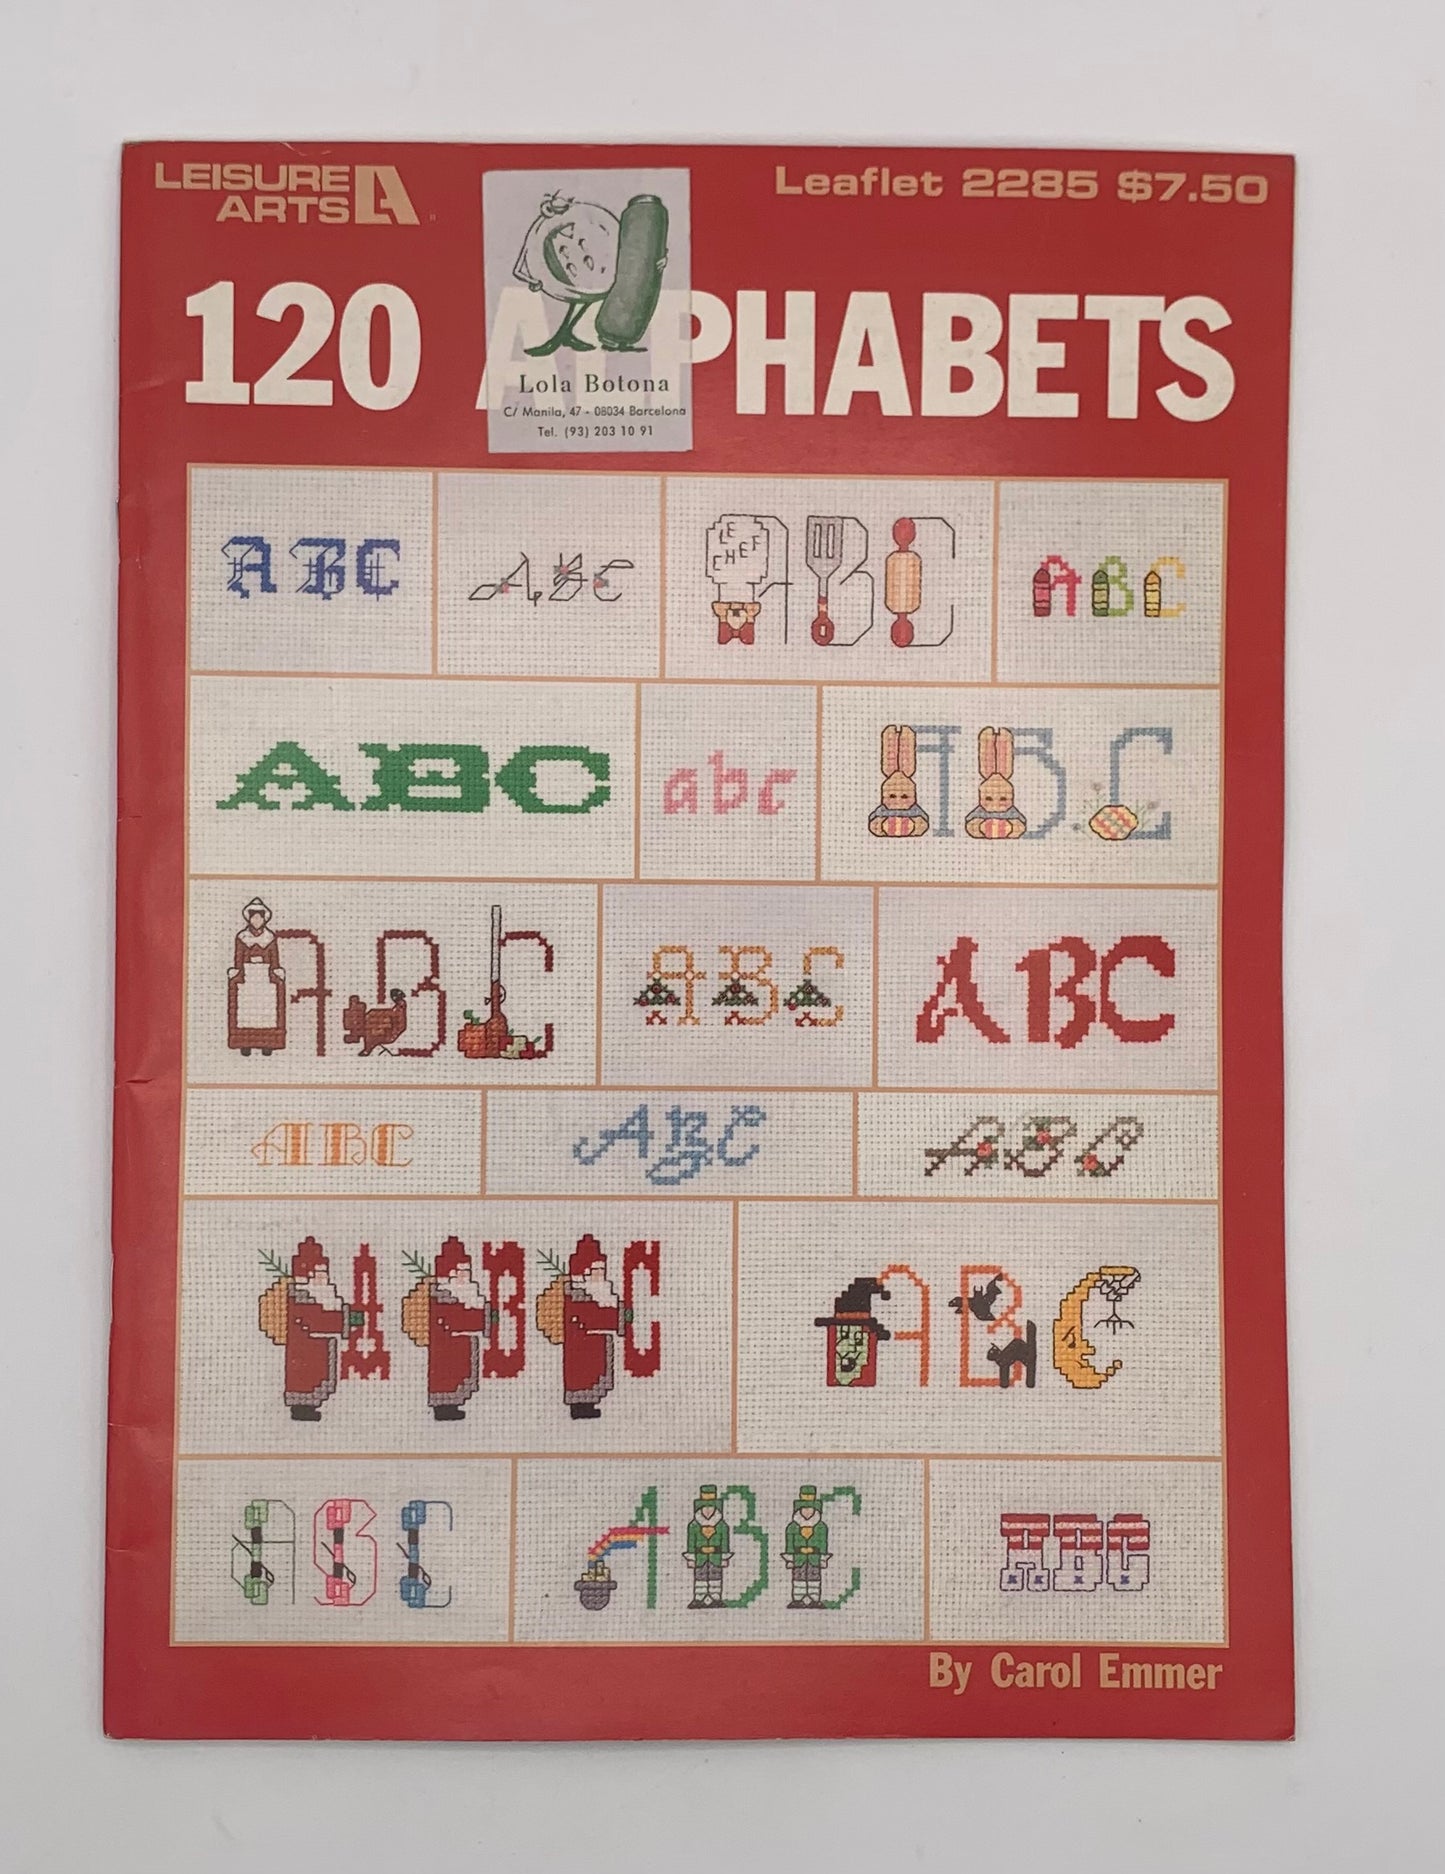 LEISURE
ARTS
Leaflet 2285 $7.50
120 ALPHABETS
Lola Botona
C/ Manila, 47 - 08034 Barcelona
Tel. (93) 203 10 91
ABC
ABC
LE
CHEF
ABC
ABC
ABC
abc
ABC
ABC
ABC
ABC
ABC
ABC
ABC
ABC
ABC
ABC
ABC
ABC
By Carol Emmer